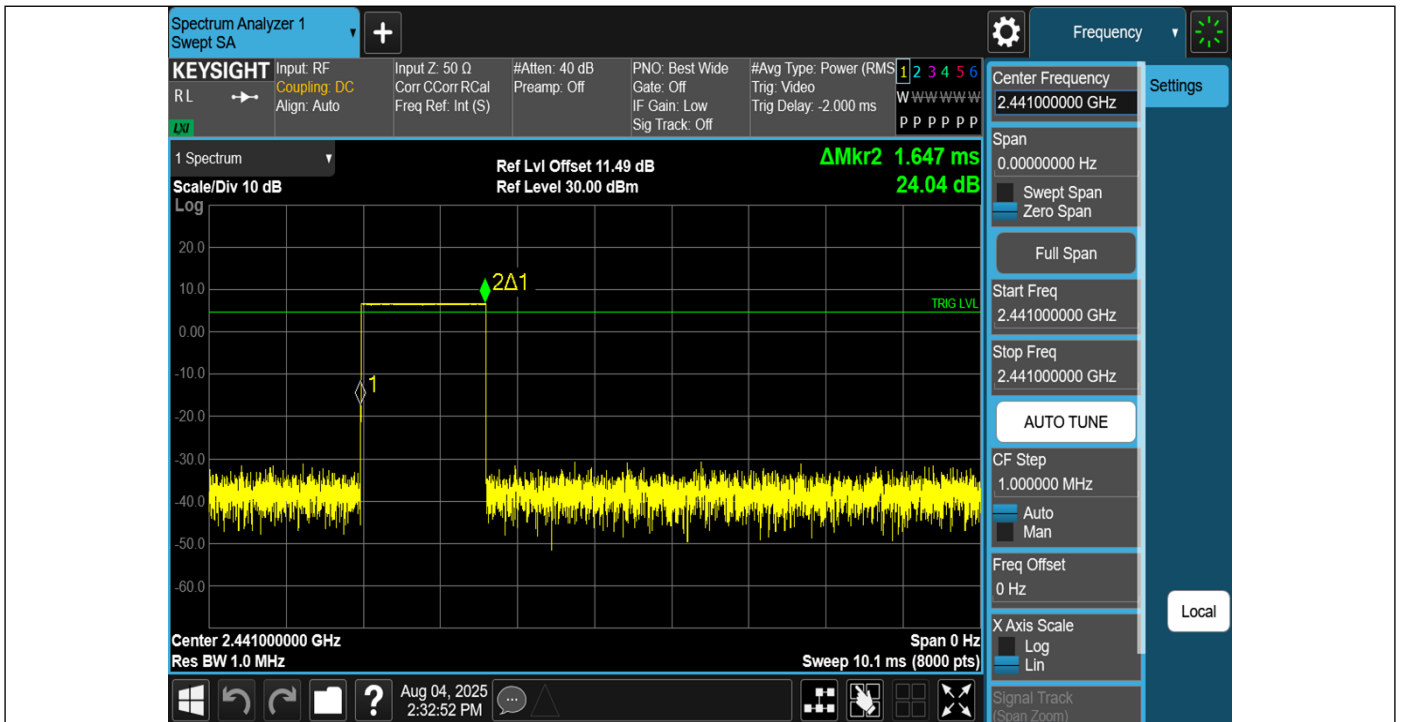 Spectrum Analyzer 1
Swept SA
Frequency
KEYSIGHT
RL
LXI
Input: RF
Coupling: DC
Align: Auto
Input Z: 50 Ω
Corr CCorr RCal
Freq Ref: Int (S)
#Atten: 40 dB
Preamp: Off
PNO: Best Wide
Gate: Off
IF Gain: Low
Sig Track: Off
#Avg Type: Power (RMS
Trig: Video
Trig Delay: -2.000 ms
1 2 3 4 5 6
W W W W W W
P P P P P P
1 Spectrum
Scale/Div 10 dB
Log
Ref Lvl Offset 11.49 dB
Ref Level 30.00 dBm
ΔMkr2 1.647 ms
24.04 dB
20.0
10.0
0.00
-10.0
-20.0
-30.0
-40.0
-50.0
-60.0
2Δ1
TRIG LVL
1
Center 2.441000000 GHz
Res BW 1.0 MHz
Span 0 Hz
Sweep 10.1 ms (8000 pts)
Center Frequency
2.441000000 GHz
Span
0.00000000 Hz
Swept Span
Zero Span
Full Span
Start Freq
2.441000000 GHz
Stop Freq
2.441000000 GHz
AUTO TUNE
CF Step
1.000000 MHz
Auto
Man
Freq Offset
0 Hz
X Axis Scale
Log
Lin
Signal Track
(Span Zoom)
Settings
Local
?
Aug 04, 2025
2:32:52 PM